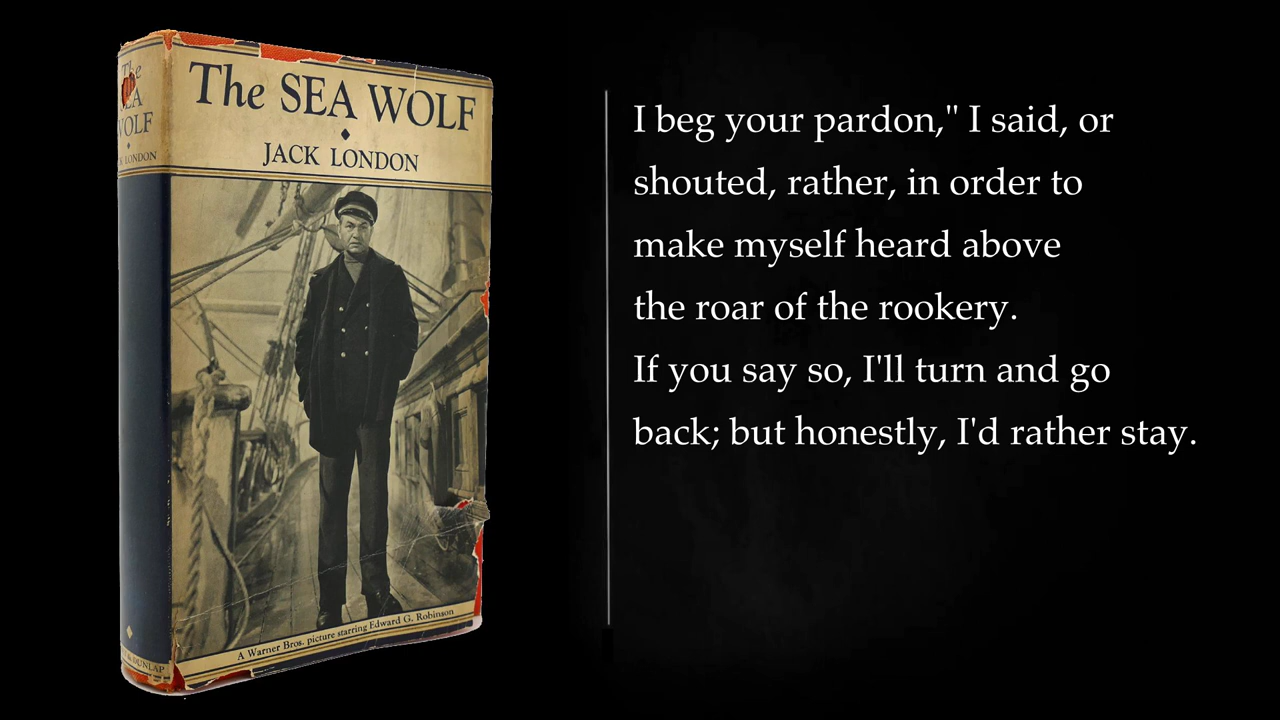 The SEA WOLF
JACK LONDON
A Warner Bros. picture starring Edward G. Robinson
The
WOLF
LONDON
DUNLAP
I beg your pardon," I said, or
shouted, rather, in order to
make myself heard above
the roar of the rookery.
If you say so, I'll turn and go
back; but honestly, I'd rather stay.